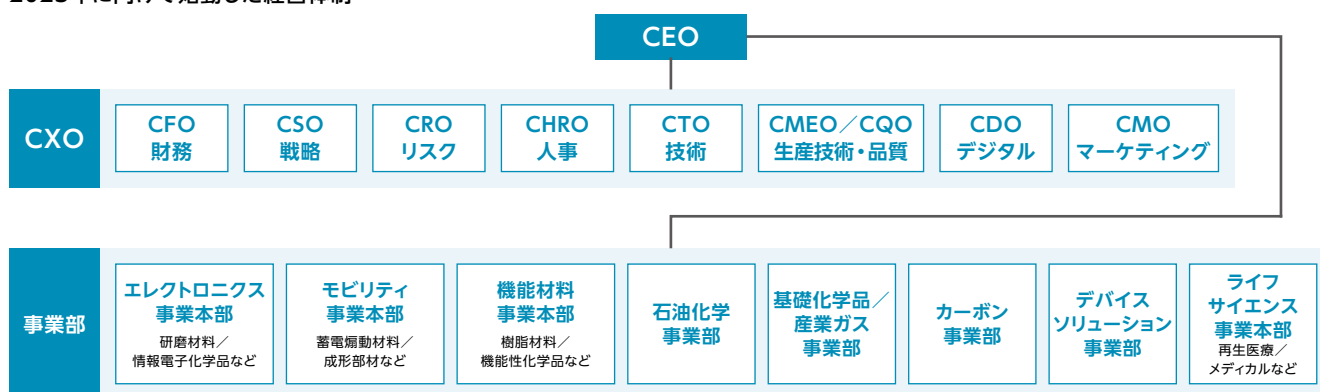 CEO
CXO
CFO
財務
CSO
戦略
CRO
リスク
CHRO
人事
CTO
技術
CMEO／CQO
生産技術・品質
CDO
デジタル
CMO
マーケティング
事業部
エレクトロニクス
事業本部
研磨材料／
情報電子化学品など
モビリティ
事業本部
蓄電煽動材料／
成形部材など
機能材料
事業本部
樹脂材料／
機能性化学品など
石油化学
事業部
基礎化学品／
産業ガス
事業部
カーボン
事業部
デバイス
ソリューション
事業部
ライフ
サイエンス
事業本部
再生医療／
メディカルなど